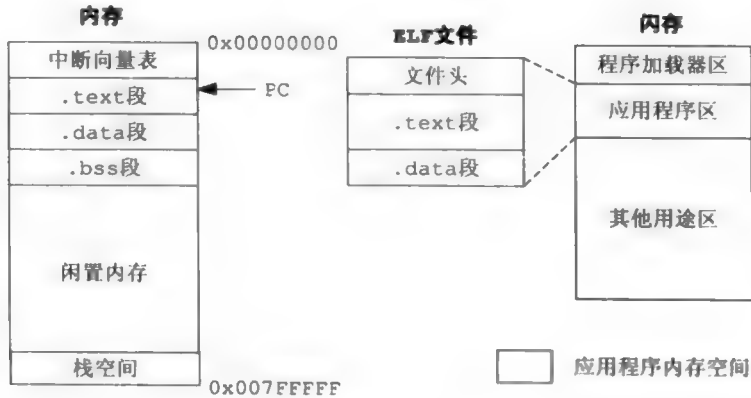 内存
0x00000000
中断向量表
.text段
PC
.data段
.bss段
闲置内存
栈空间
0x007FFFFF
ELF文件
文件头
.text段
.data段
闪存
程序加载器区
应用程序区
其他用途区
应用程序内存空间